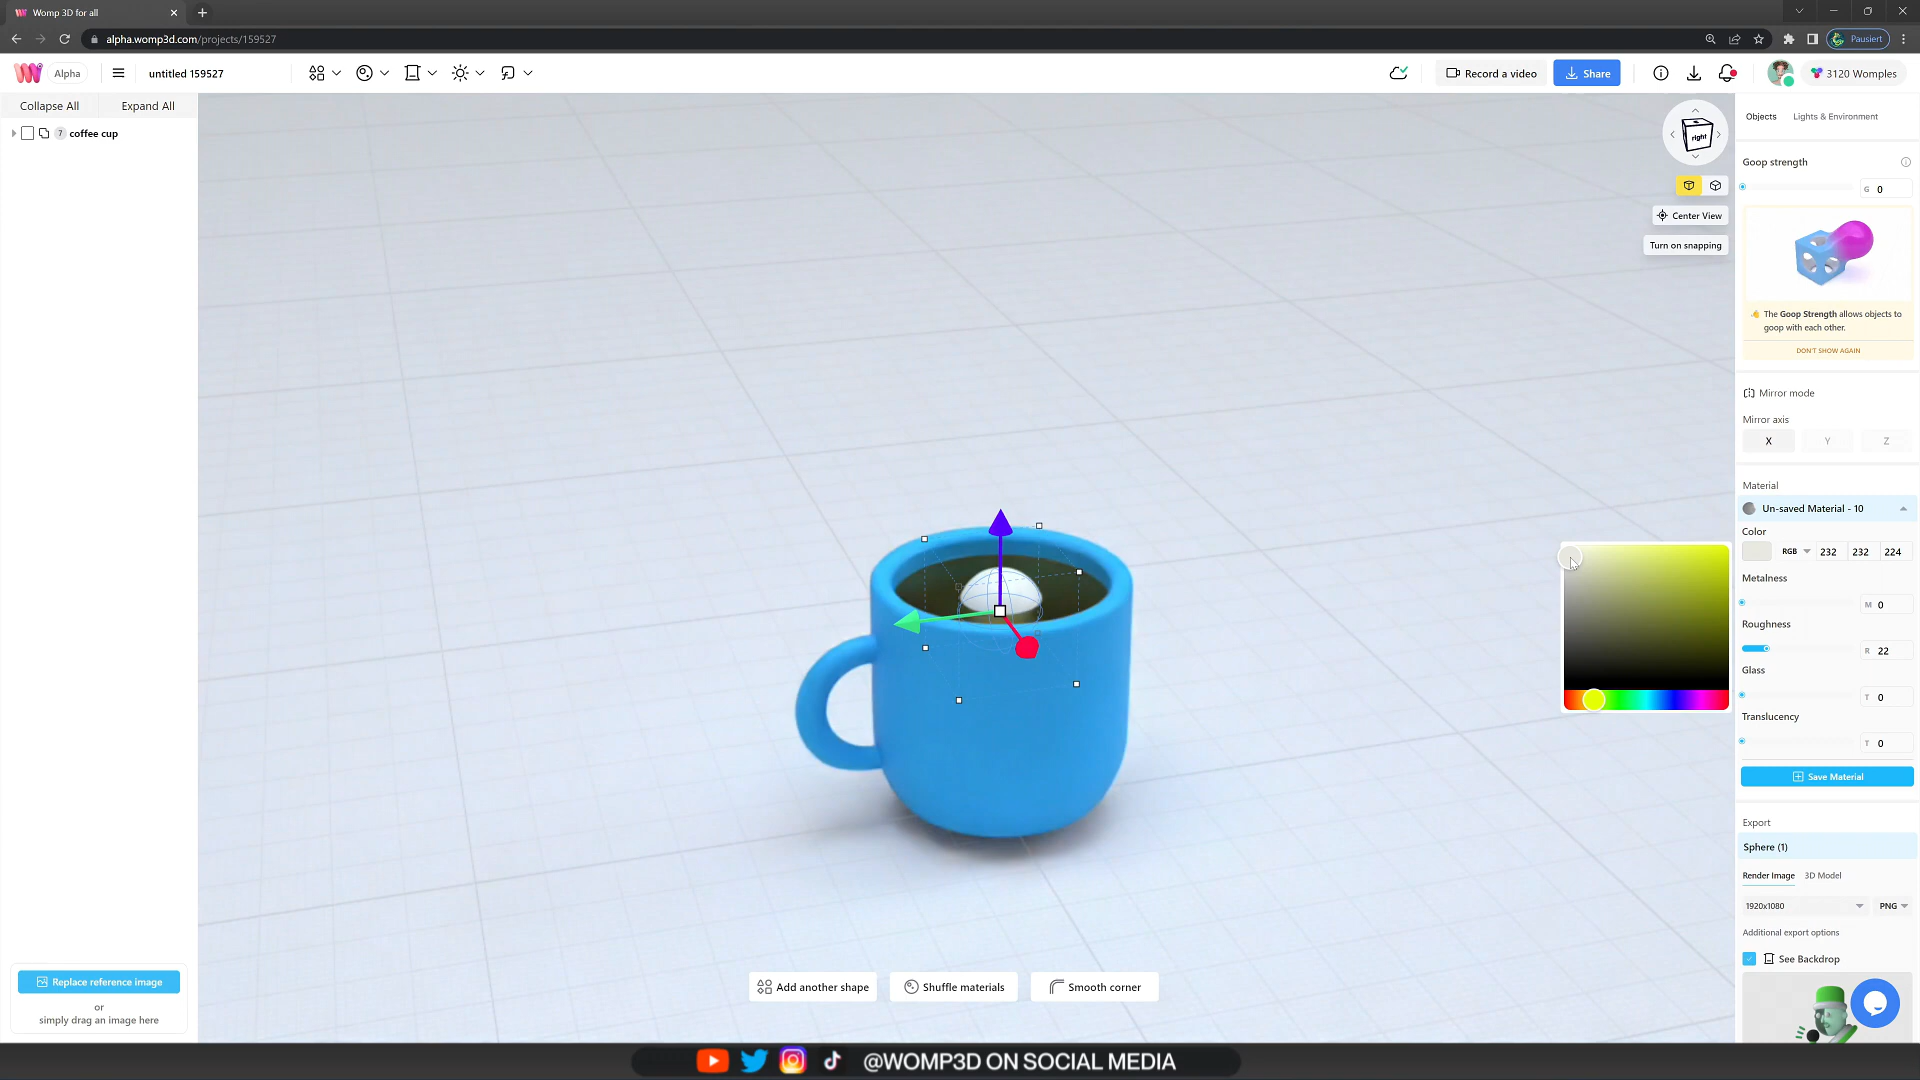 Womp 3D for all
alpha.womp3d.com/projects/159527
Pausiert
Alpha
untitled 159527
Record a video
Share
3120 Womples
Collapse All
Expand All
7 coffee cup
right
Center View
Turn on snapping
Objects
Lights & Environment
Goop strength
G 0
The Goop Strength allows objects to
goop with each other.
DON'T SHOW AGAIN
Mirror mode
Mirror axis
X Y Z
Material
Un-saved Material - 10
Color
RGB 232 232 224
Metalness
M 0
Roughness
R 22
Glass
T 0
Translucency
T 0
Save Material
Export
Sphere (1)
Render Image 3D Model
1920x1080 PNG
Additional export options
See Backdrop
Replace reference image
or
simply drag an image here
Add another shape
Shuffle materials
Smooth corner
@WOMP3D ON SOCIAL MEDIA